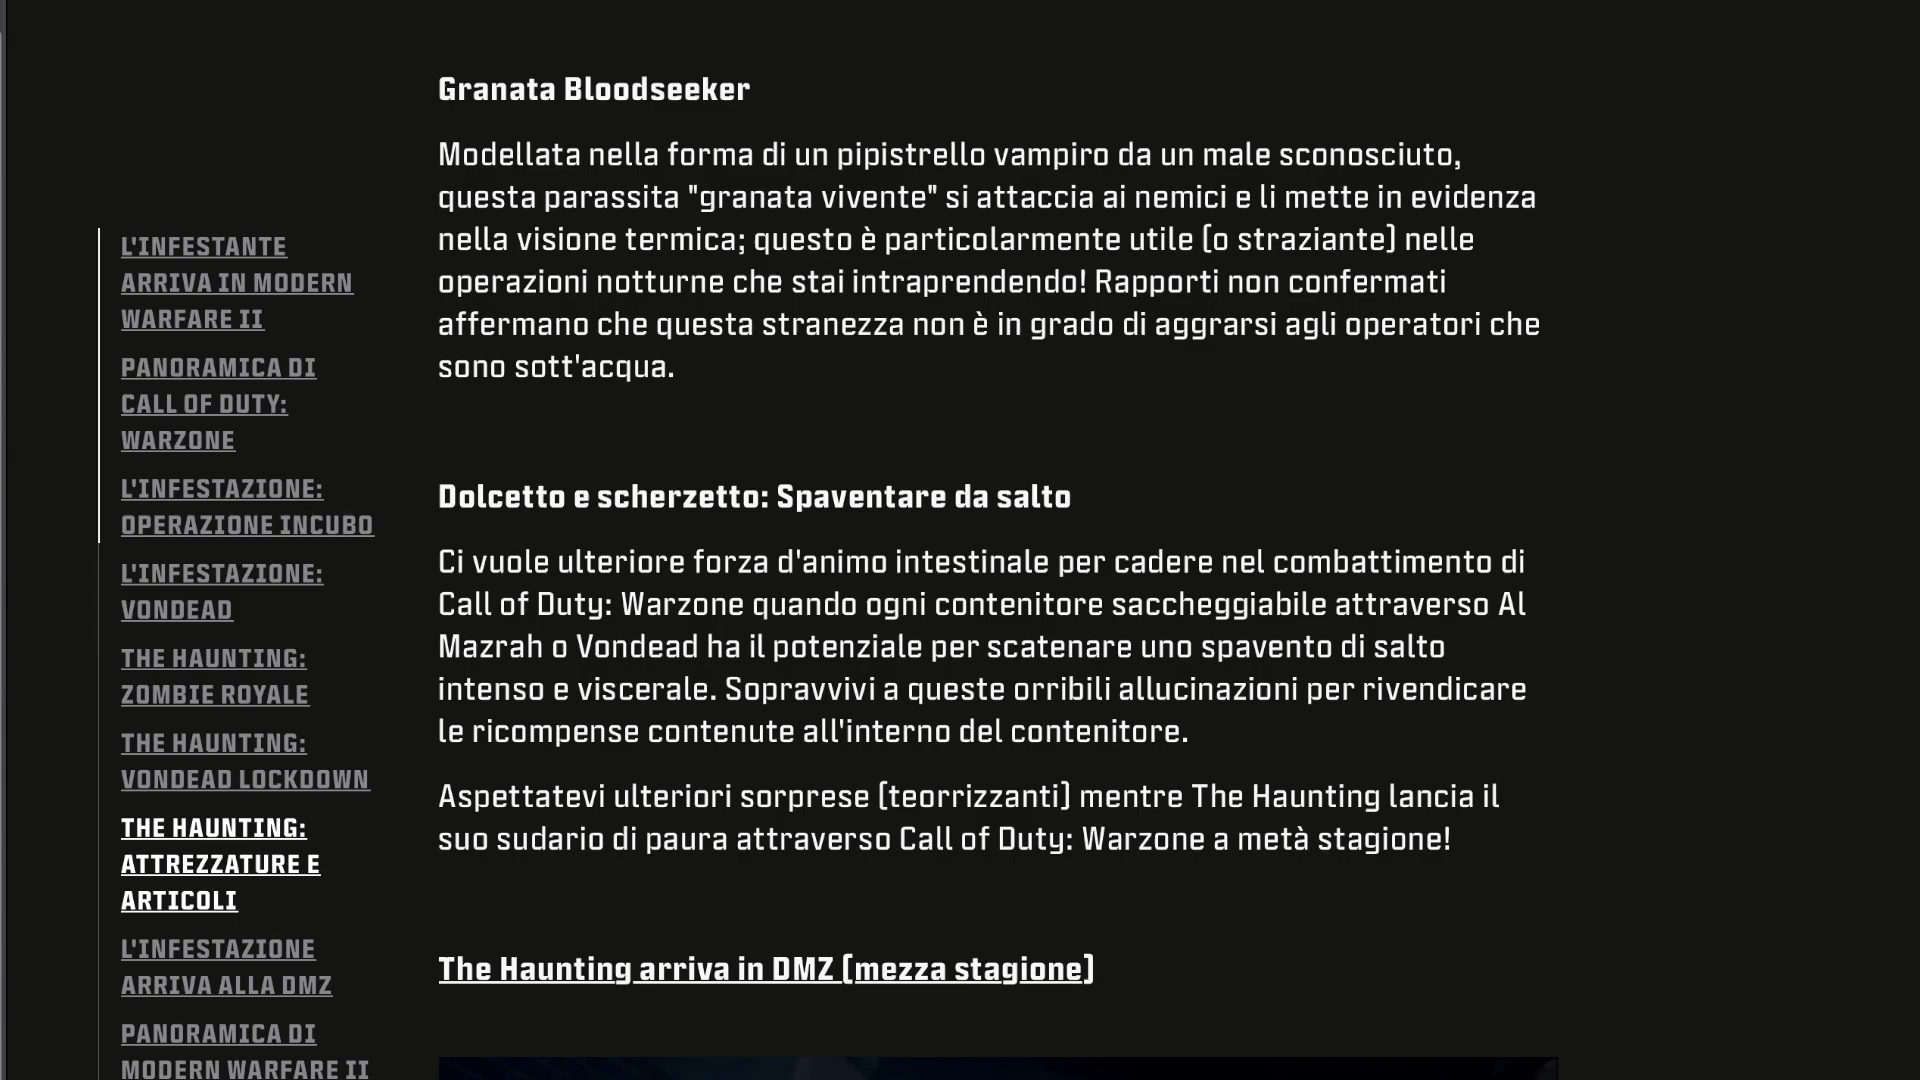 L'INFESTANTE
ARRIVA IN MODERN
WARFARE II
PANORAMICA DI
CALL OF DUTY:
WARZONE
L'INFESTAZIONE:
OPERAZIONE INCUBO
L'INFESTAZIONE:
VONDEAD
THE HAUNTING:
ZOMBIE ROYALE
THE HAUNTING:
VONDEAD LOCKDOWN
THE HAUNTING:
ATTREZZATURE E
ARTICOLI
L'INFESTAZIONE
ARRIVA ALLA DMZ
PANORAMICA DI
MODERN WARFARE II
Granata Bloodseeker
Modellata nella forma di un pipistrello vampiro da un male sconosciuto,
questa parassita "granata vivente" si attaccia ai nemici e li mette in evidenza
nella visione termica; questo è particolarmente utile (o straziante) nelle
operazioni notturne che stai intraprendendo! Rapporti non confermati
affermano che questa stranezza non è in grado di aggrarsi agli operatori che
sono sott'acqua.
Dolcetto e scherzetto: Spaventare da salto
Ci vuole ulteriore forza d'animo intestinale per cadere nel combattimento di
Call of Duty: Warzone quando ogni contenitore saccheggiabile attraverso Al
Mazrah o Vondead ha il potenziale per scatenare uno spavento di salto
intenso e viscerale. Sopravvivi a queste orribili allucinazioni per rivendicare
le ricompense contenute all'interno del contenitore.
Aspettatevi ulteriori sorprese (teorrizzanti) mentre The Haunting lancia il
suo sudario di paura attraverso Call of Duty: Warzone a metà stagione!
The Haunting arriva in DMZ (mezza stagione)